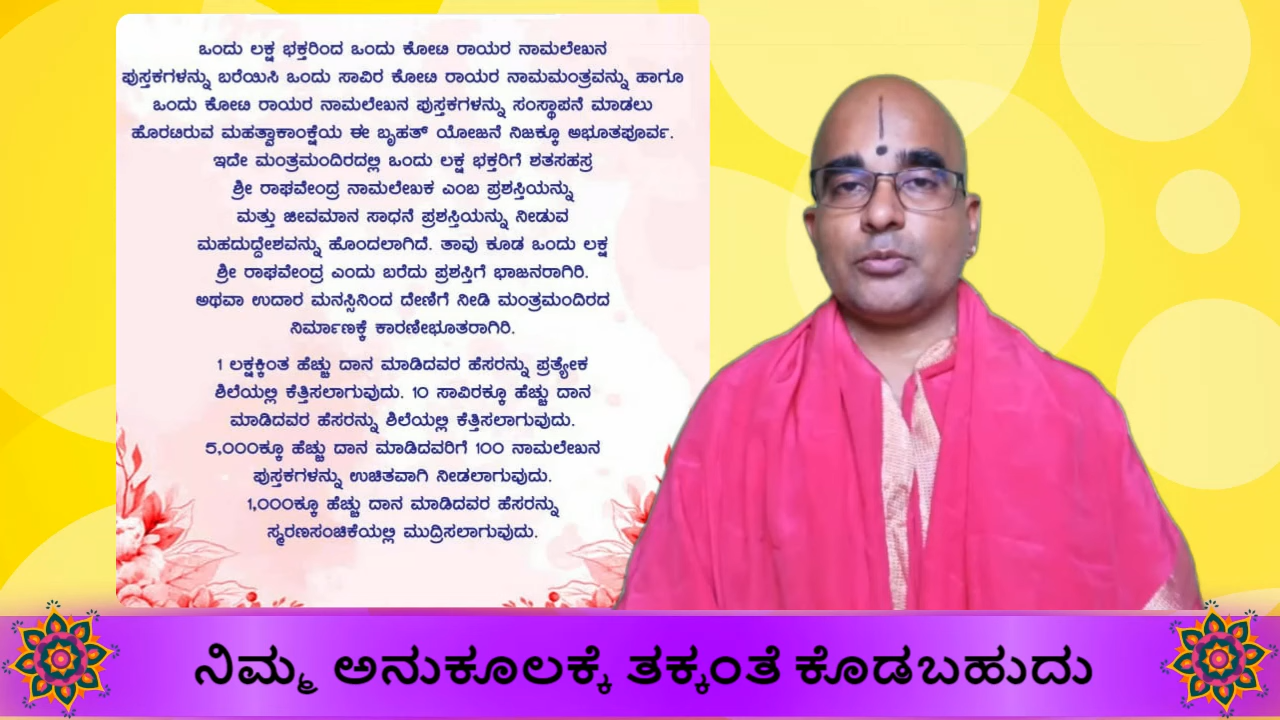 ಒಂದು ಲಕ್ಷ ಭಕ್ತರಿಂದ ಒಂದು ಕೋಟಿ ರಾಯರ ನಾಮಲೇಖನ
ಪುಸ್ತಕಗಳನ್ನು ಬರೆಯಿಸಿ ಒಂದು ಸಾವಿರ ಕೋಟಿ ರಾಯರ ನಾಮಮಂತ್ರವನ್ನು ಹಾಗೂ
ಒಂದು ಕೋಟಿ ರಾಯರ ನಾಮಲೇಖನ ಪುಸ್ತಕಗಳನ್ನು ಸಂಸ್ಥಾಪನೆ ಮಾಡಲು
ಹೊರಟಿರುವ ಮಹತ್ವಾಕಾಂಕ್ಷೆಯ ಈ ಬೃಹತ್ ಯೋಜನೆ ನಿಜಕ್ಕೂ ಅಭೂತಪೂರ್ವ.
ಇದೇ ಮಂತ್ರಮಂದಿರದಲ್ಲಿ ಒಂದು ಲಕ್ಷ ಭಕ್ತರಿಗೆ ಶತಸಹಸ್ರ
ಶ್ರೀ ರಾಘವೇಂದ್ರ ನಾಮಲೇಖಕ ಎಂಬ ಪ್ರಶಸ್ತಿಯನ್ನು
ಮತ್ತು ಜೀವಮಾನ ಸಾಧನೆ ಪ್ರಶಸ್ತಿಯನ್ನು ನೀಡುವ
ಮಹದುದ್ದೇಶವನ್ನು ಹೊಂದಲಾಗಿದೆ. ತಾವು ಕೂಡ ಒಂದು ಲಕ್ಷ
ಶ್ರೀ ರಾಘವೇಂದ್ರ ಎಂದು ಬರೆದು ಪ್ರಶಸ್ತಿಗೆ ಭಾಜನರಾಗಿರಿ.
ಅಥವಾ ಉದಾರ ಮನಸ್ಸಿನಿಂದ ದೇಣಿಗೆ ನೀಡಿ ಮಂತ್ರಮಂದಿರದ
ನಿರ್ಮಾಣಕ್ಕೆ ಕಾರಣೀಭೂತರಾಗಿರಿ.
1 ಲಕ್ಷಕ್ಕಿಂತ ಹೆಚ್ಚು ದಾನ ಮಾಡಿದವರ ಹೆಸರನ್ನು ಪ್ರತ್ಯೇಕ
ಶಿಲೆಯಲ್ಲಿ ಕೆತ್ತಿಸಲಾಗುವುದು. 10 ಸಾವಿರಕ್ಕೂ ಹೆಚ್ಚು ದಾನ
ಮಾಡಿದವರ ಹೆಸರನ್ನು ಶಿಲೆಯಲ್ಲಿ ಕೆತ್ತಿಸಲಾಗುವುದು.
5,000ಕ್ಕೂ ಹೆಚ್ಚು ದಾನ ಮಾಡಿದವರಿಗೆ 100 ನಾಮಲೇಖನ
ಪುಸ್ತಕಗಳನ್ನು ಉಚಿತವಾಗಿ ನೀಡಲಾಗುವುದು.
1,000ಕ್ಕೂ ಹೆಚ್ಚು ದಾನ ಮಾಡಿದವರ ಹೆಸರನ್ನು
ಸ್ಮರಣಸಂಚಿಕೆಯಲ್ಲಿ ಮುದ್ರಿಸಲಾಗುವುದು.
ನಿಮ್ಮ ಅನುಕೂಲಕ್ಕೆ ತಕ್ಕಂತೆ ಕೊಡಬಹುದು